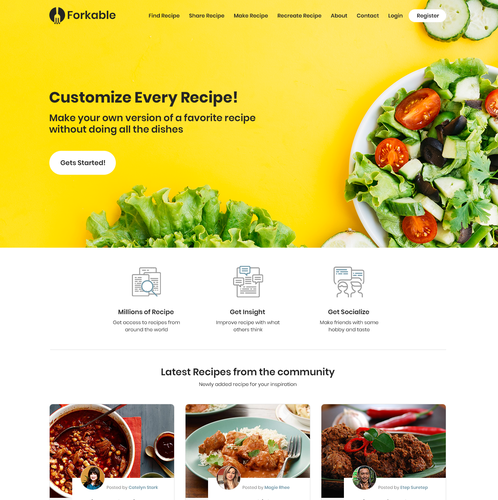 Forkable
Find Recipe Share Recipe Make Recipe Recreate Recipe About Contact Login Register
Customize Every Recipe!
Make your own version of a favorite recipe
without doing all the dishes
Gets Started!
Millions of Recipe
Get access to recipes from
around the world
Get Insight
Improve recipe with what
others think
Get Socialize
Make friends with some
hobby and taste
Latest Recipes from the community
Newly added recipe for your inspiration
Posted by Catelyn Stark
Posted by Magie Rhee
Posted by Step Surekap